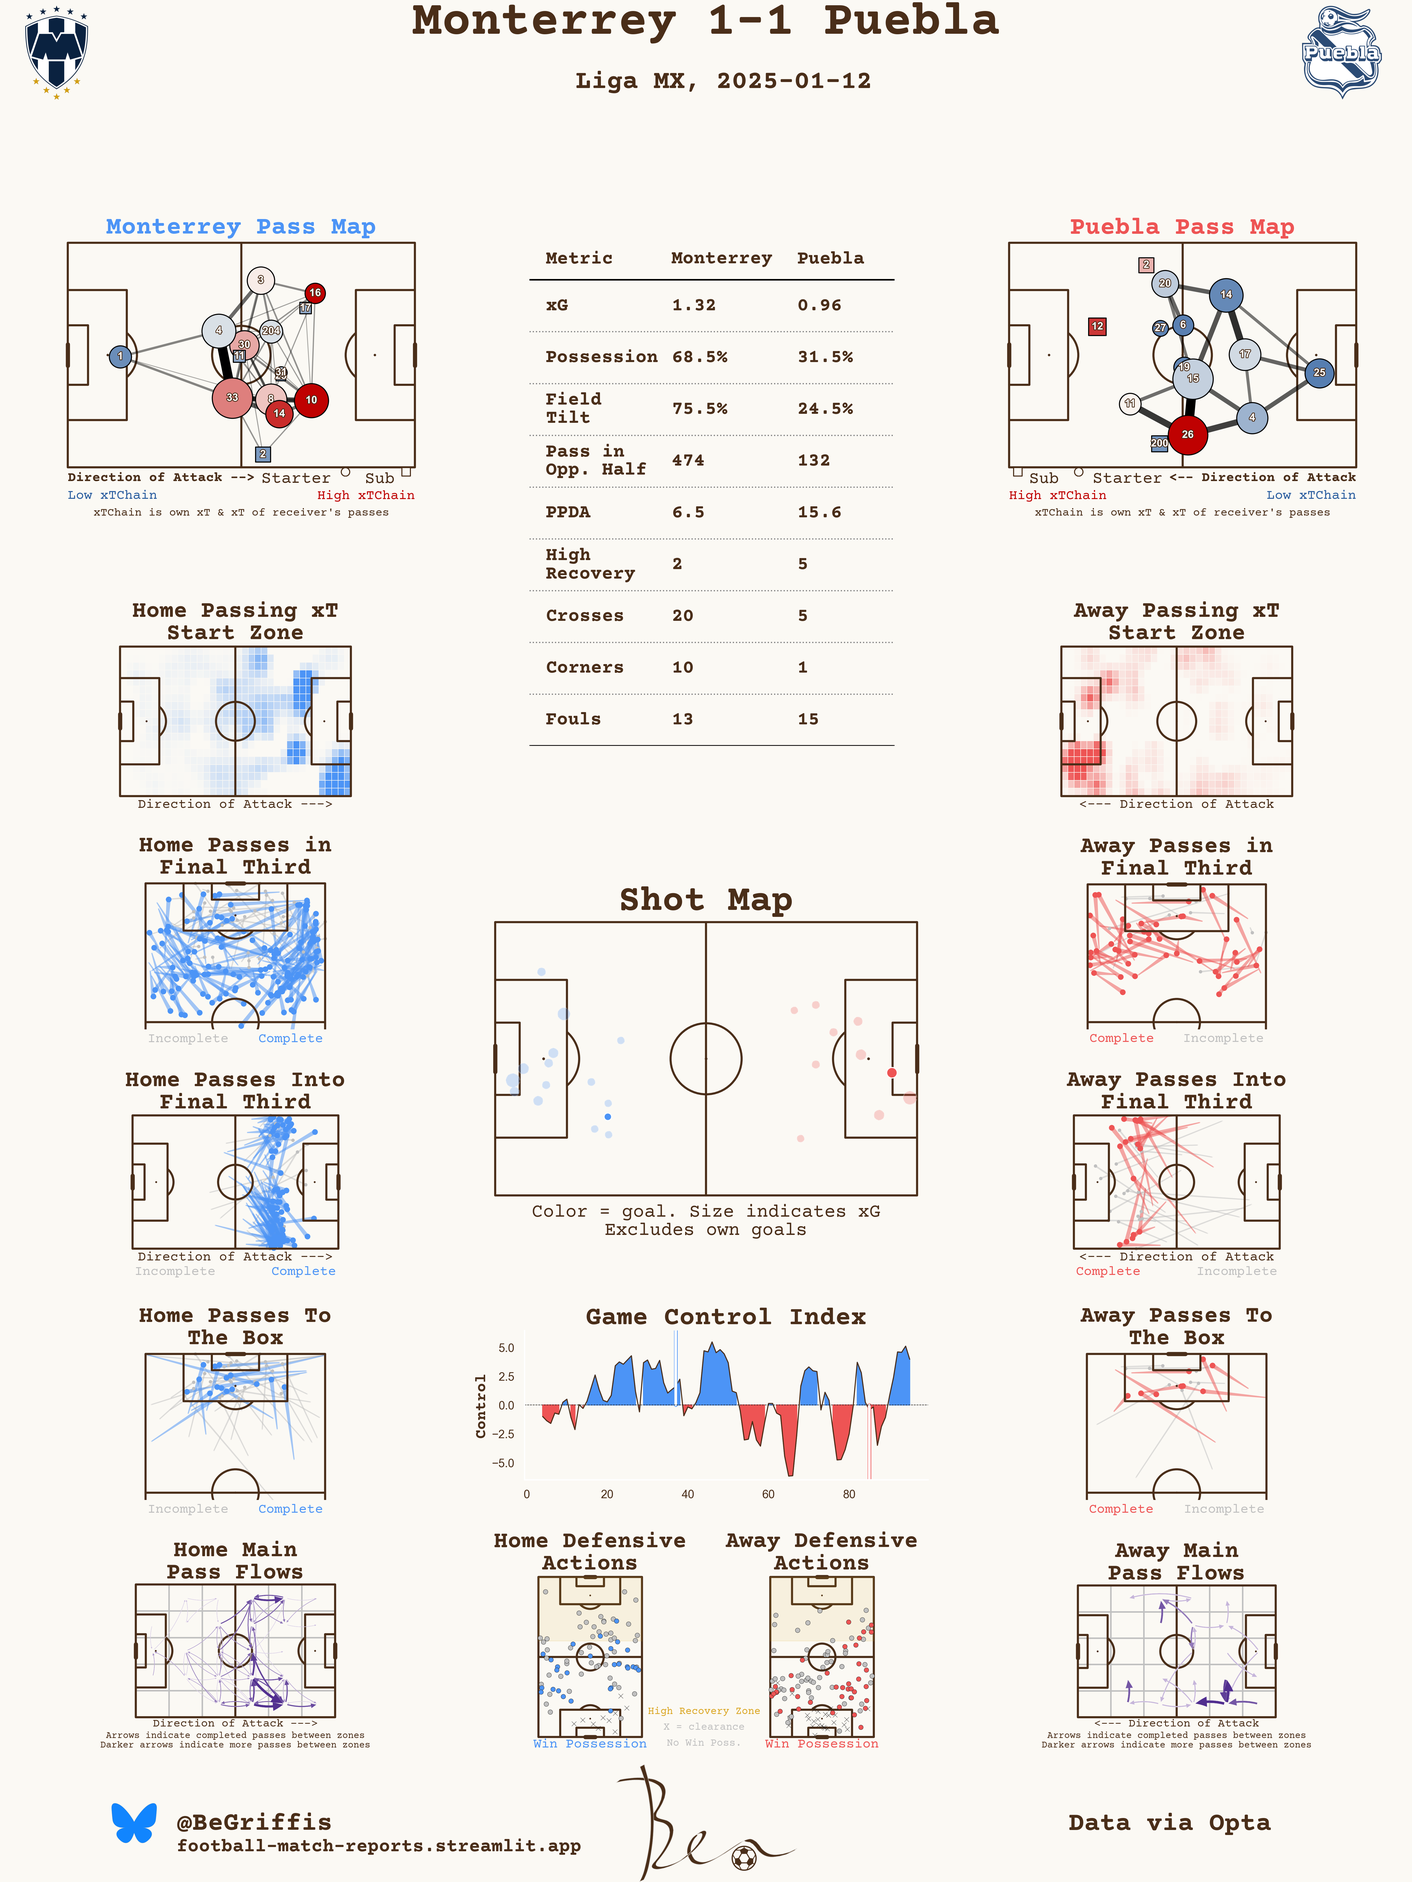 Monterrey 1-1 Puebla
Liga MX, 2025-01-12
Puebla
Monterrey Pass Map
3
16
17
4
204
30
11
1
31
33
8
14
10
2
Direction of Attack --> Starter Sub
Low xTChain High xTChain
xTChain is own xT & xT of receiver's passes
Metric Monterrey Puebla
xG 1.32 0.96
Possession 68.5% 31.5%
Field
Tilt 75.5% 24.5%
Pass in
Opp. Half 474 132
PPDA 6.5 15.6
High
Recovery 2 5
Crosses 20 5
Corners 10 1
Fouls 13 15
Puebla Pass Map
2
20
14
12
27
6
17
19
15
25
11
4
26
200
Sub Starter <-- Direction of Attack
High xTChain Low xTChain
xTChain is own xT & xT of receiver's passes
Home Passing xT
Start Zone
Direction of Attack --->
Away Passing xT
Start Zone
<--- Direction of Attack
Home Passes in
Final Third
Incomplete Complete
Away Passes in
Final Third
Complete Incomplete
Shot Map
Color = goal. Size indicates xG
Excludes own goals
Home Passes Into
Final Third
Direction of Attack --->
Incomplete Complete
Away Passes Into
Final Third
<--- Direction of Attack
Complete Incomplete
Home Passes To
The Box
Incomplete Complete
Game Control Index
Control
5.0
2.5
0.0
−2.5
−5.0
0 20 40 60 80
Away Passes To
The Box
Complete Incomplete
Home Main
Pass Flows
Direction of Attack --->
Arrows indicate completed passes between zones
Darker arrows indicate more passes between zones
Home Defensive
Actions
Win Possession
High Recovery Zone
X = clearance
No Win Poss.
Away Defensive
Actions
Win Possession
Away Main
Pass Flows
<--- Direction of Attack
Arrows indicate completed passes between zones
Darker arrows indicate more passes between zones
@BeGriffis
football-match-reports.streamlit.app
Ben
Data via Opta